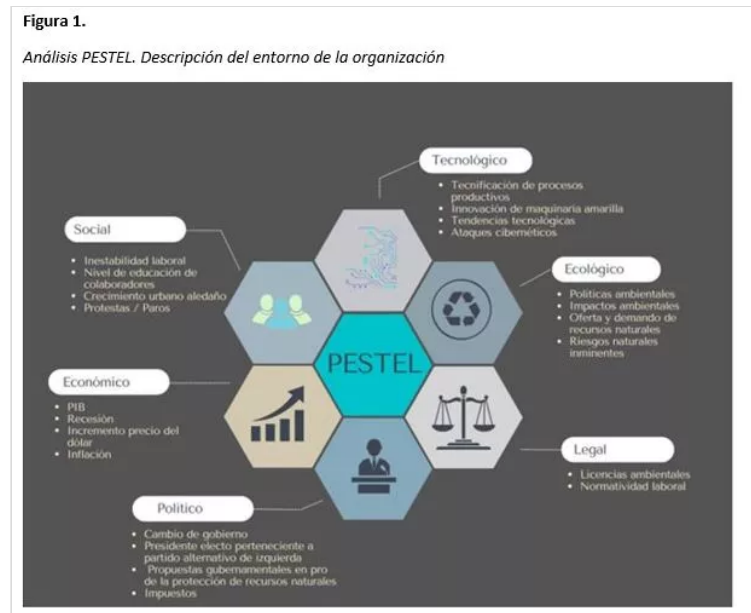 Figura 1.
Análisis PESTEL. Descripción del entorno de la organización
Tecnológico
• Tecnificación de procesos
productivos
• Innovación de maquinaria amarilla
• Tendencias tecnológicas
• Ataques cibernéticos
Social
• Inestabilidad laboral
• Nivel de educación de
colaboradores
• Crecimiento urbano aledaño
• Protestas / Paros
Ecológico
• Políticas ambientales
• Impactos ambientales
• Oferta y demando de
recursos naturales
• Riesgos naturales
inminentes
PESTEL
Económico
• PIB
• Recesión
• Incremento precio del
dólar
• Inflación
Legal
• Licencias ambientales
• Normatividad laboral
Político
• Cambio de gobierno
• Presidente electo perteneciente a
partido alternativo de izquierda
• Propuestas gubernamentales en pro
de la protección de recursos naturales
• Impuestos